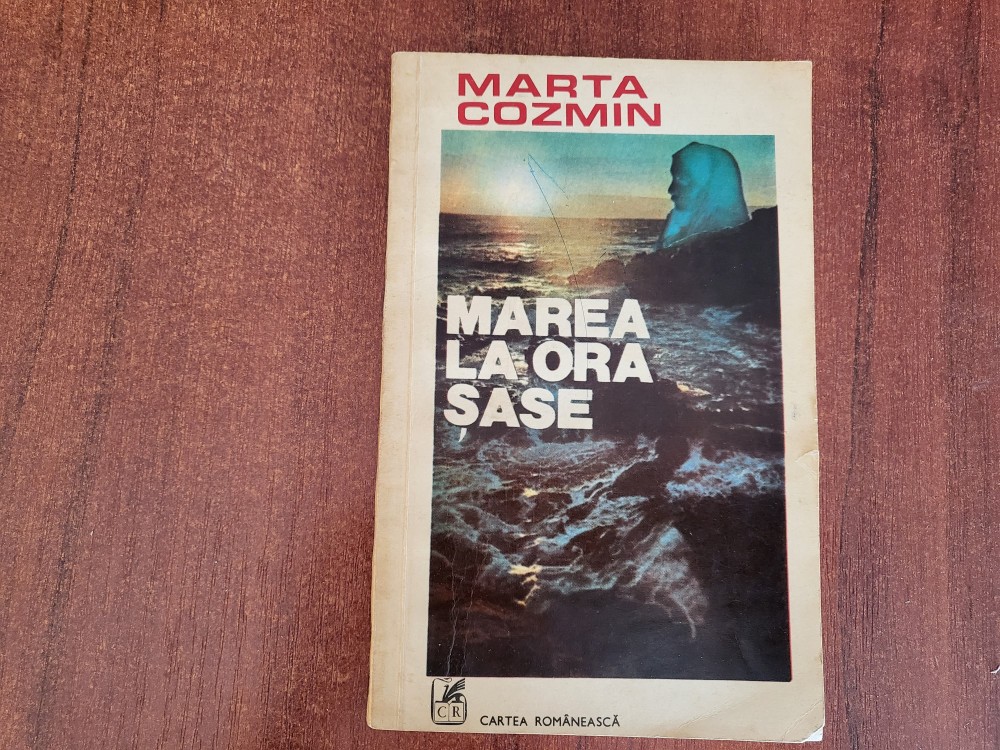 MARTA
COZMIN
MAREA
LA ORA
ȘASE
CR
CARTEA ROMÂNEASCĂ